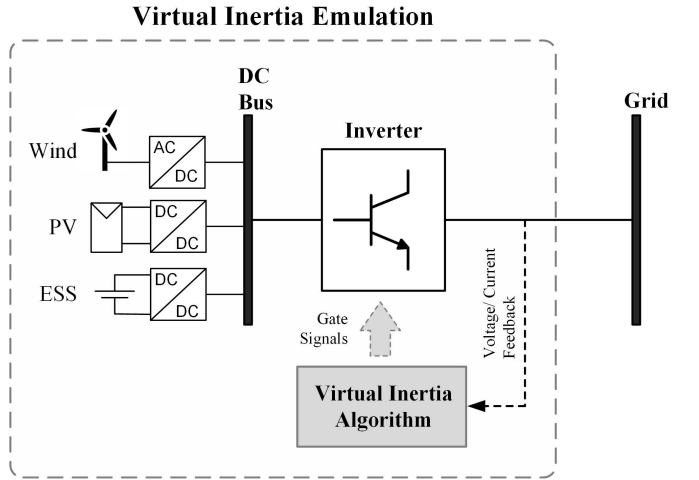 Virtual Inertia Emulation
DC
Bus
Grid
Inverter
Wind
AC
DC
PV
DC
DC
ESS
DC
DC
Gate
Signals
Voltage/ Current
Feedback
Virtual Inertia
Algorithm